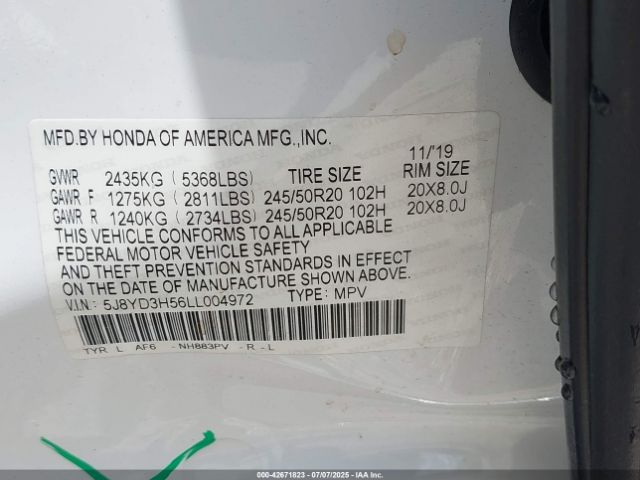 MFD.BY HONDA OF AMERICA MFG.,INC.
11/'19
GVWR 2435KG ( 5368LBS) TIRE SIZE RIM SIZE
GAWR F 1275KG ( 2811LBS) 245/50R20 102H 20X8.0J
GAWR R 1240KG ( 2734LBS) 245/50R20 102H 20X8.0J
THIS VEHICLE CONFORMS TO ALL APPLICABLE
FEDERAL MOTOR VEHICLE SAFETY
AND THEFT PREVENTION STANDARDS IN EFFECT
ON THE DATE OF MANUFACTURE SHOWN ABOVE.
V.I.N.: 5J8YD3H56LL004972 TYPE: MPV
TYR L AF6 -NH883PV -R -L
000-42671823 | 07/07/2025 - IAA Inc.